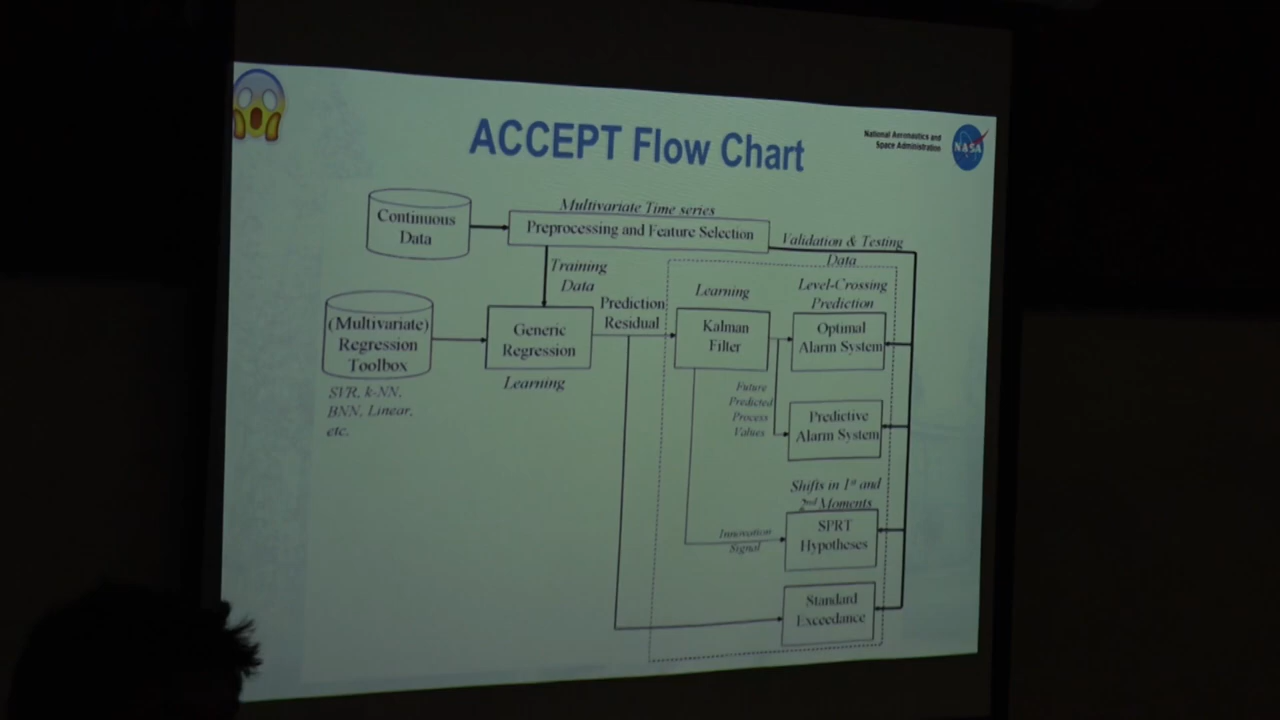 ACCEPT Flow Chart
National Aeronautics and
Space Administration
NASA
Continuous
Data
Multivariate Time series
Preprocessing and Feature Selection
Validation & Testing
Data
Training
Data
(Multivariate)
Regression
Toolbox
SVR, k-NN,
BNN, Linear,
etc.
Generic
Regression
Learning
Prediction
Residual
Learning
Kalman
Filter
Level-Crossing
Prediction
Optimal
Alarm System
Future
Predicted
Process
Values
Predictive
Alarm System
Shifts in 1st and
2nd Moments
Innovation
Signal
SPRT
Hypotheses
Standard
Exceedance